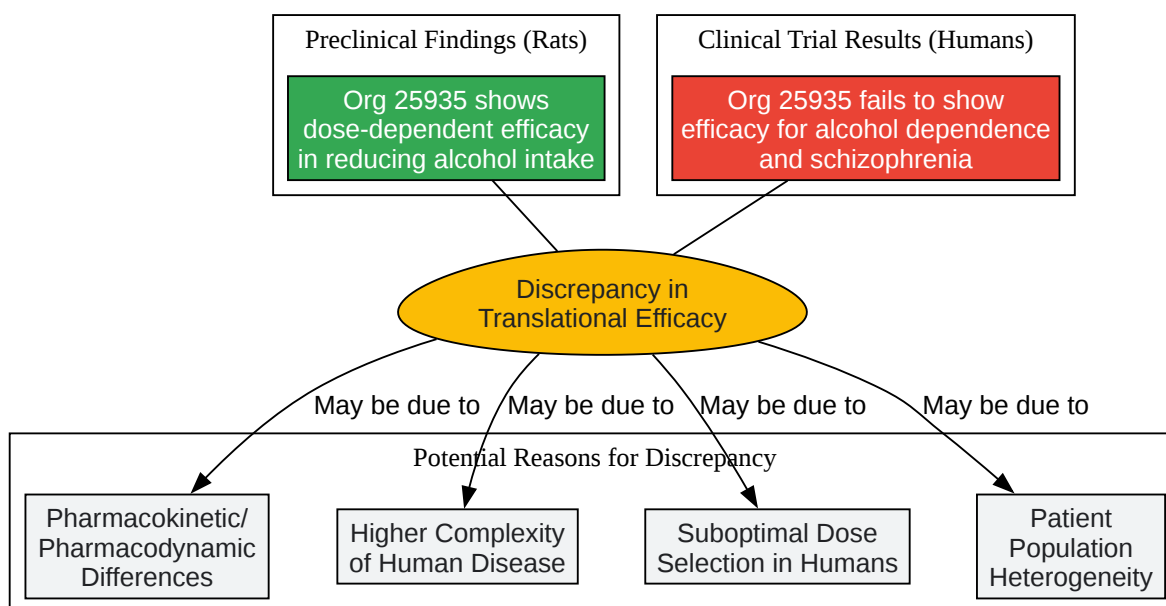 Preclinical Findings (Rats)
Org 25935 shows
dose-dependent efficacy
in reducing alcohol intake
Clinical Trial Results (Humans)
Org 25935 fails to show
efficacy for alcohol dependence
and schizophrenia
Discrepancy in
Translational Efficacy
May be due to
May be due to
May be due to
May be due to
Potential Reasons for Discrepancy
Pharmacokinetic/
Pharmacodynamic
Differences
Higher Complexity
of Human Disease
Suboptimal Dose
Selection in Humans
Patient
Population
Heterogeneity